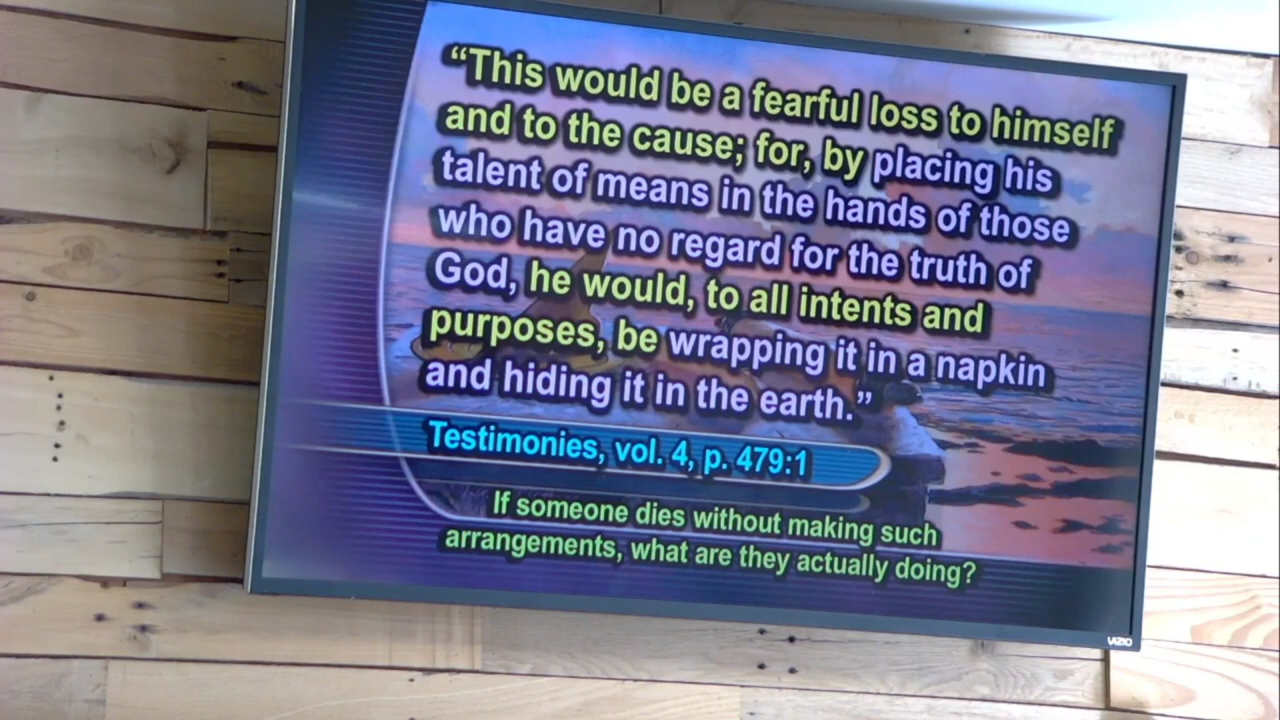 “This would be a fearful loss to himself
and to the cause; for, by placing his
talent of means in the hands of those
who have no regard for the truth of
God, he would, to all intents and
purposes, be wrapping it in a napkin
and hiding it in the earth.”
Testimonies, vol. 4, p. 479:1
If someone dies without making such
arrangements, what are they actually doing?
VIZIO